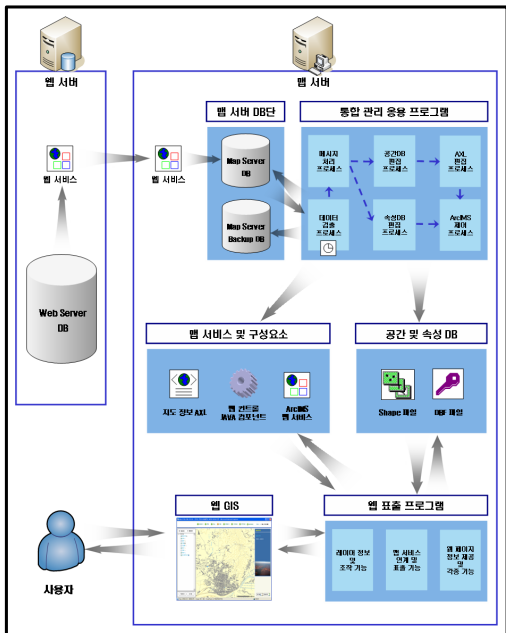 웹 서버
맵 서버
맵 서버 DB단
통합 관리 응용 프로그램
웹 서비스
웹 서비스
Map Server
DB
Map Server
Backup DB
메시지
처리
프로세스
공간DB
편집
프로세스
AXL
편집
프로세스
데이터
검출
프로세스
속성DB
편집
프로세스
ArcIMS
제어
프로세스
Web Server
DB
맵 서비스 및 구성요소
공간 및 속성 DB
지도 정보 AXL
맵 컨트롤
JAVA 컴포넌트
ArcIMS
맵 서비스
Shape 파일
DBF 파일
웹 GIS
웹 표출 프로그램
사용자
레이어 정보
및
조작 기능
맵 서비스
연계 및
표출 기능
웹 페이지
정보 제공
및
각종 기능